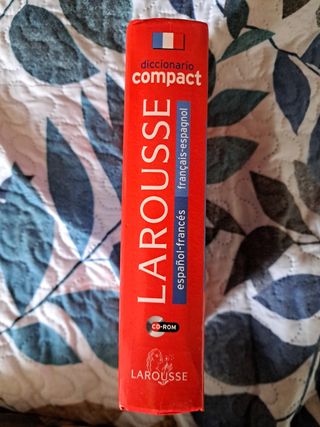 diccionario
compact
LAROUSSE
español-francés
français-espagnol
CD-ROM
LAROUSSE